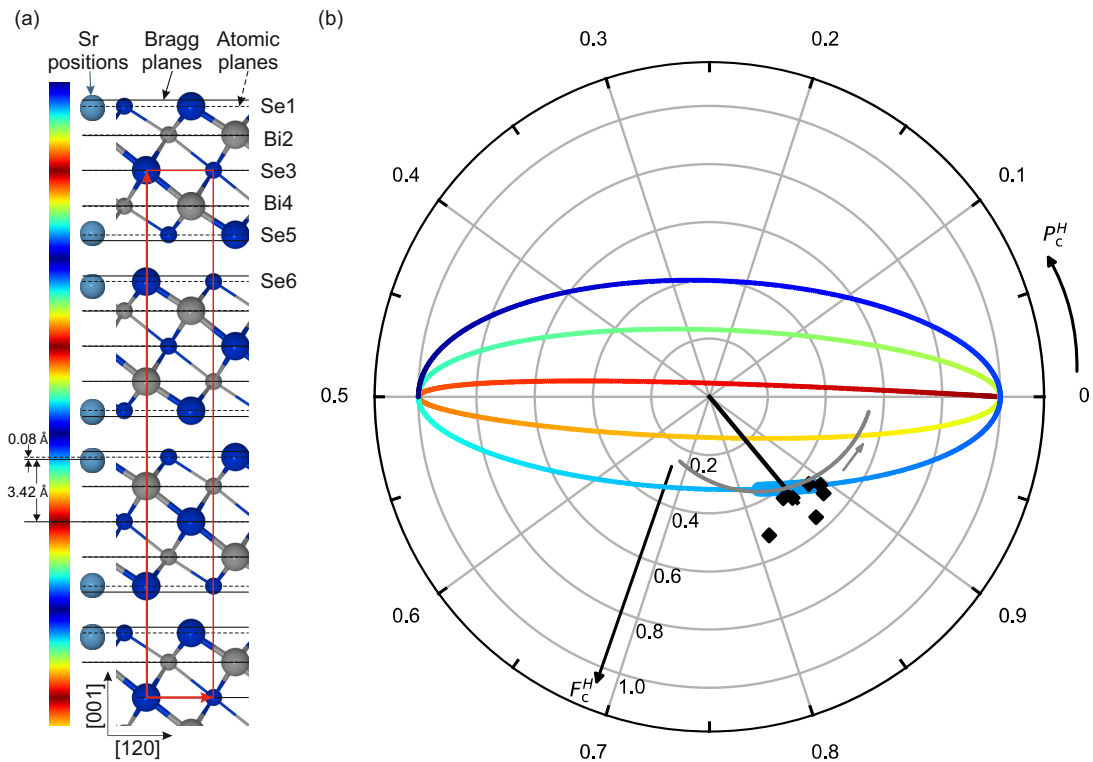 (a)
Sr
positions
Bragg
planes
Atomic
planes
Se1
Bi2
Se3
Bi4
Se5
Se6
0.08 Å
3.42 Å
[001]
[1̄20]
(b)
0.3
0.2
0.4
0.1
P_c^H
0.5
0
0.2
0.4
0.6
0.8
1.0
F_c^H
0.6
0.9
0.7
0.8